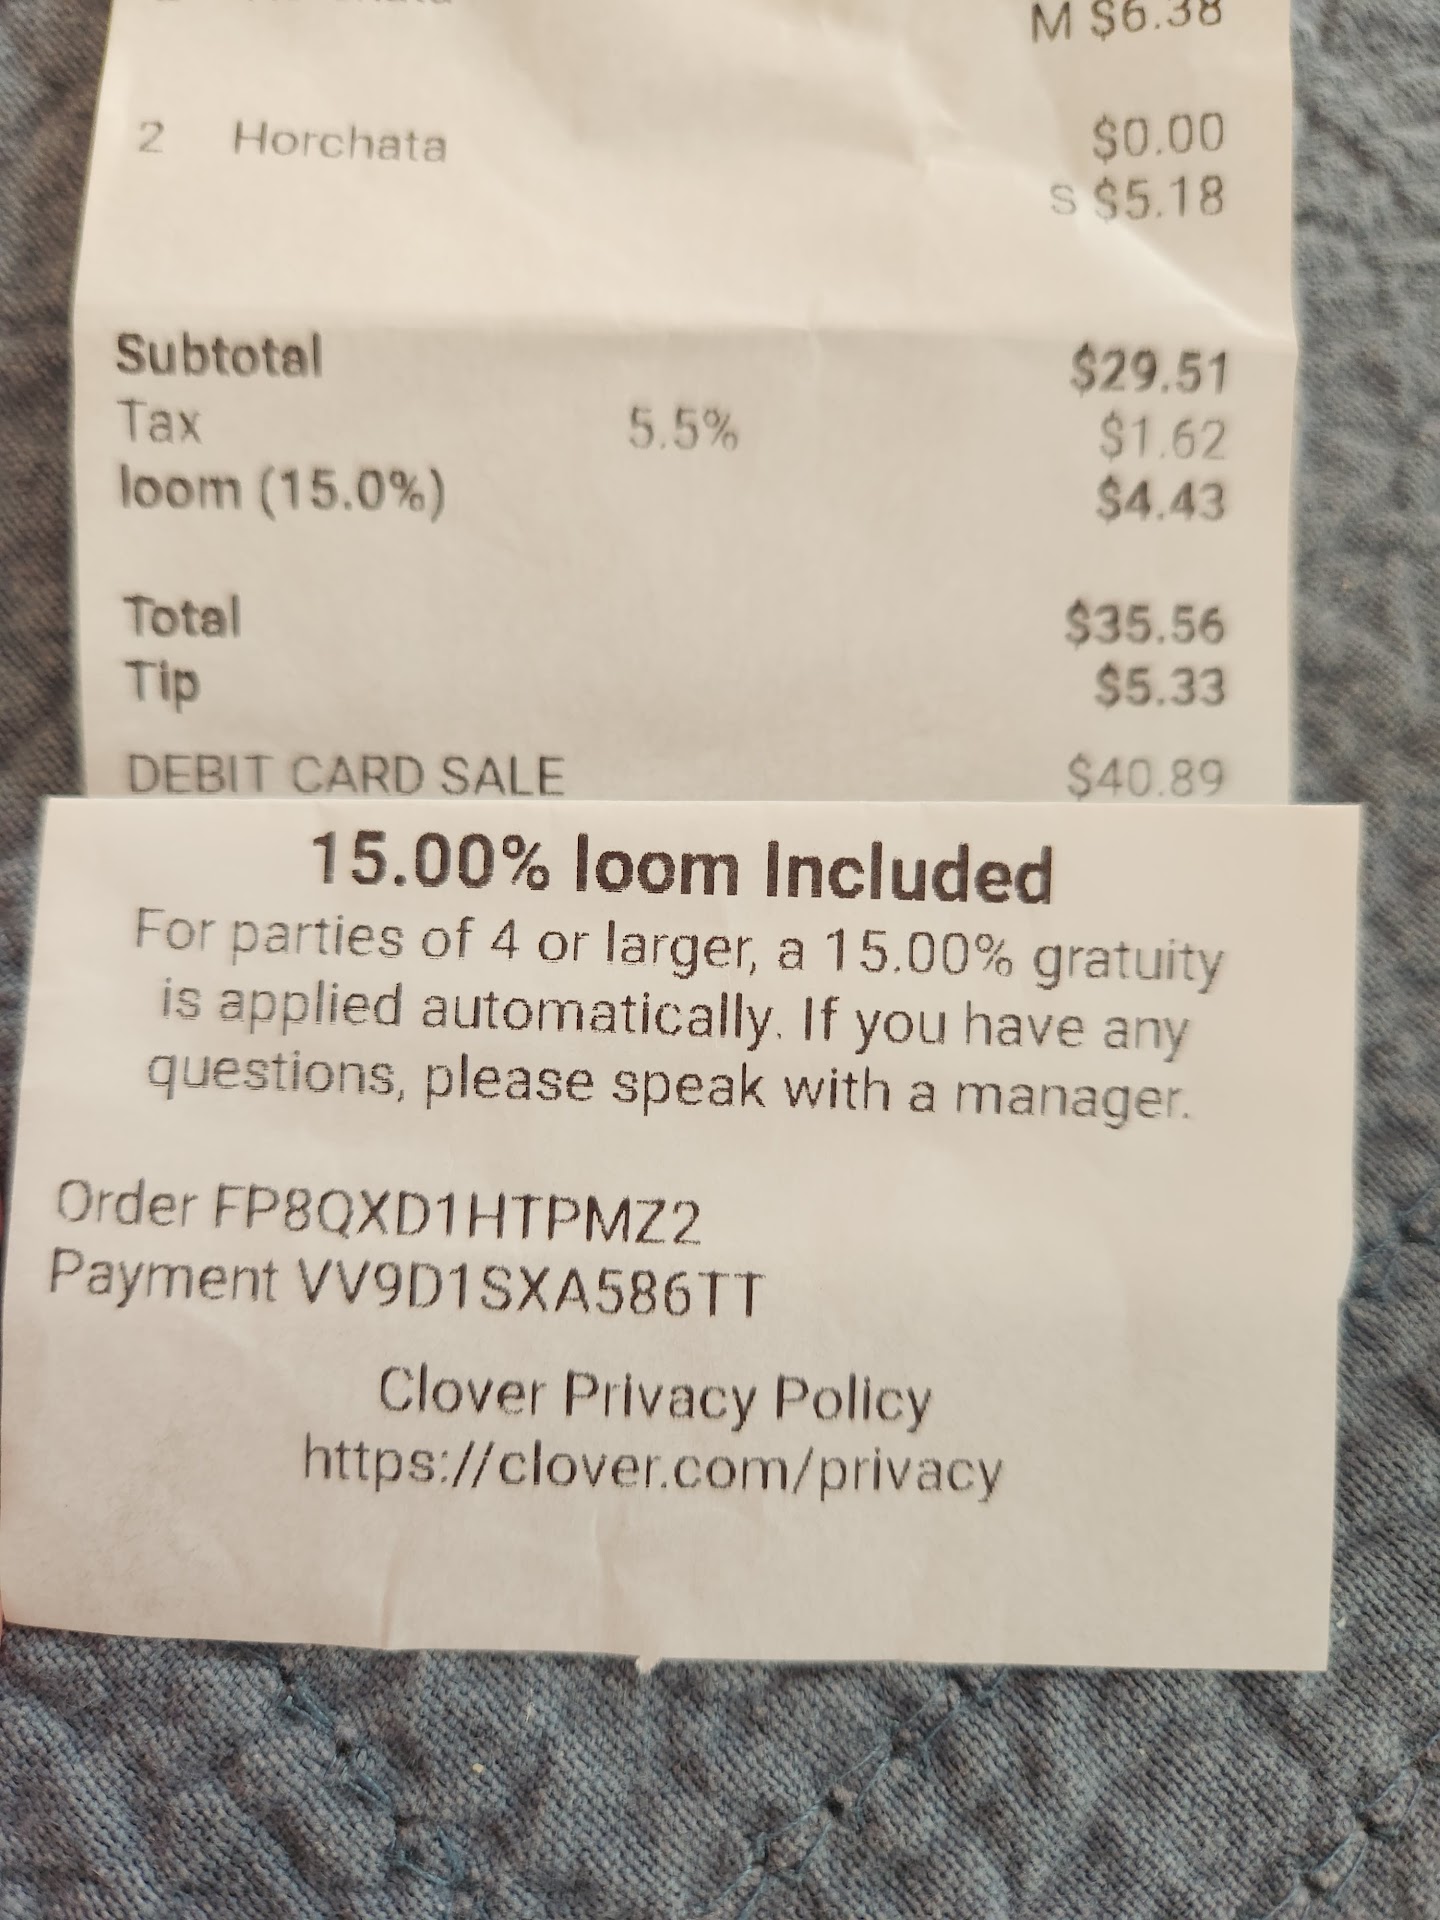 M $6.38
2 Horchata $0.00
S $5.18
Subtotal $29.51
Tax 5.5% $1.62
loom (15.0%) $4.43
Total $35.56
Tip $5.33
DEBIT CARD SALE $40.89
15.00% loom Included
For parties of 4 or larger, a 15.00% gratuity
is applied automatically. If you have any
questions, please speak with a manager.
Order FP8QXD1HTPMZ2
Payment VV9D1SXA586TT
Clover Privacy Policy
https://clover.com/privacy